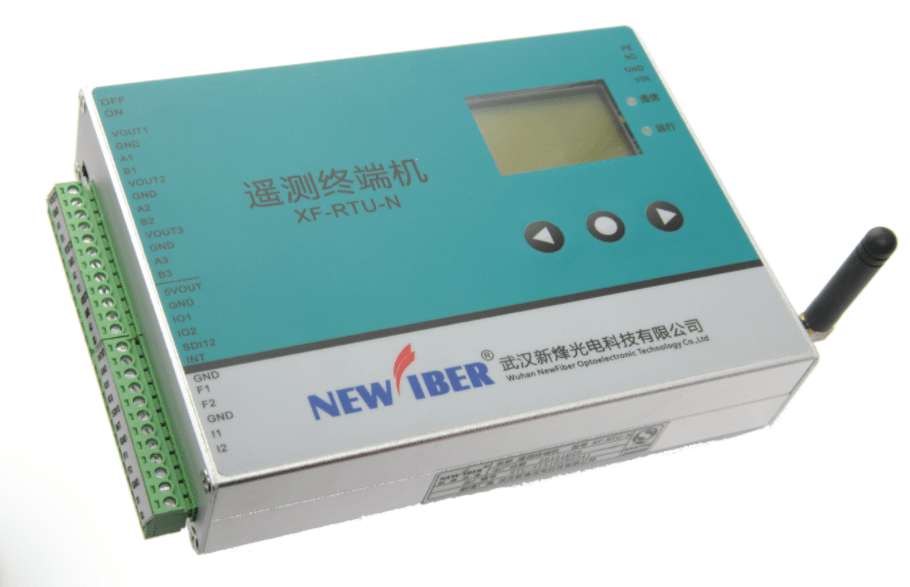 OFF
ON
VOUT1
GND
A1
B1
VOUT2
GND
A2
B2
VOUT3
GND
A3
B3
5VOUT
GND
IO1
IO2
SDI12
INT
GND
F1
F2
GND
I1
I2
遥测终端机
XF-RTU-N
PE
NC
GND
VIN
通信
运行
NEWFIBER®
武汉新烽光电科技有限公司
Wuhan NewFiber Optoelectronic Technology Co.,Ltd
NEWFIBER
XF-RTU-N